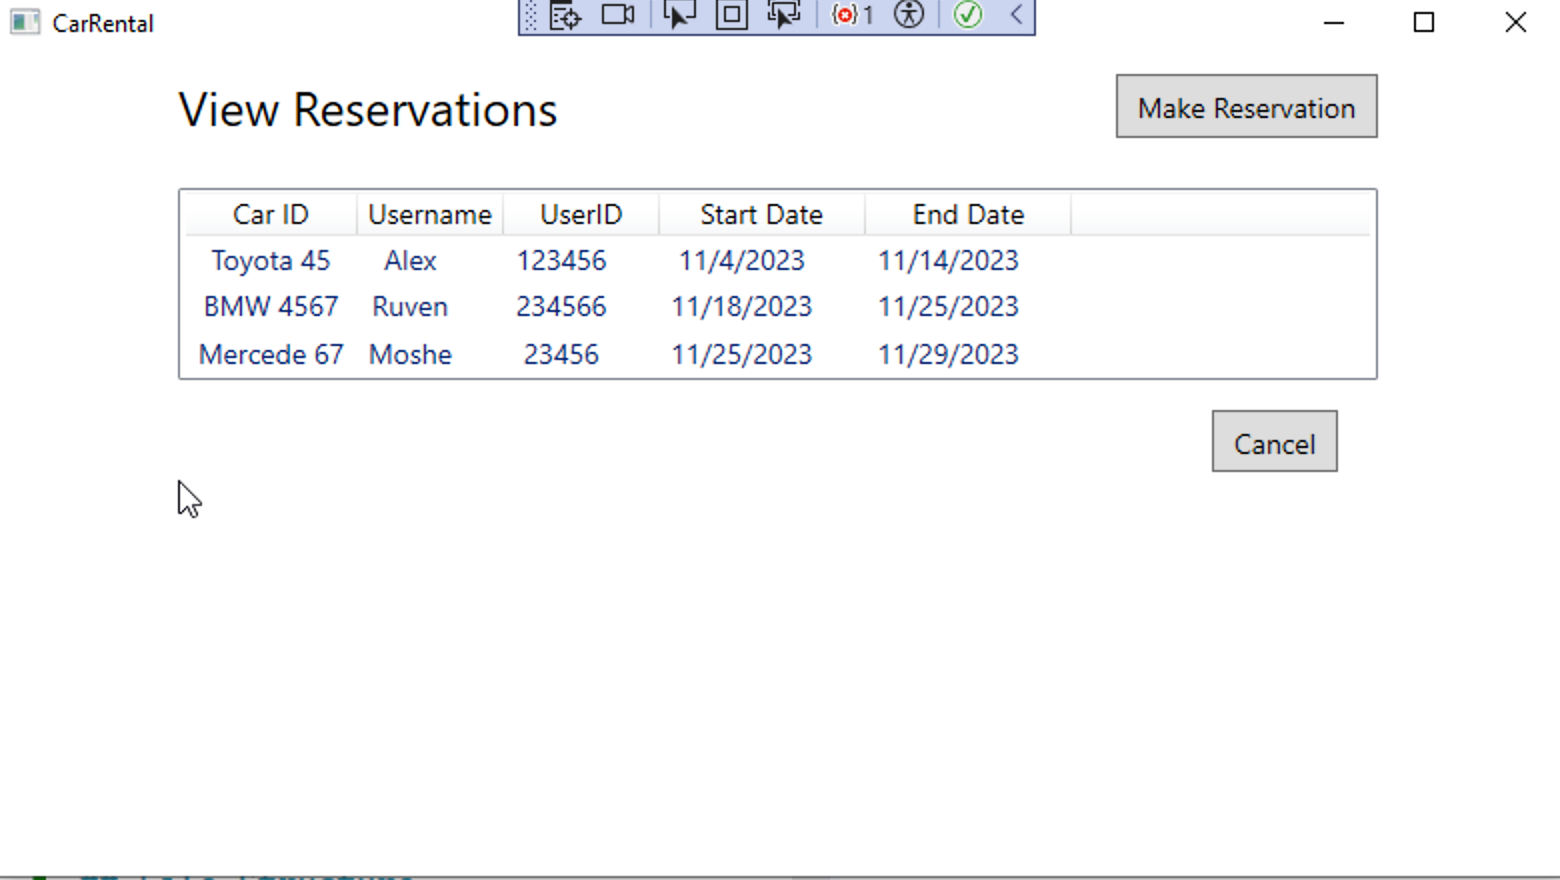 CarRental
1
View Reservations
Make Reservation
Car ID Username UserID Start Date End Date
Toyota 45 Alex 123456 11/4/2023 11/14/2023
BMW 4567 Ruven 234566 11/18/2023 11/25/2023
Mercede 67 Moshe 23456 11/25/2023 11/29/2023
Cancel